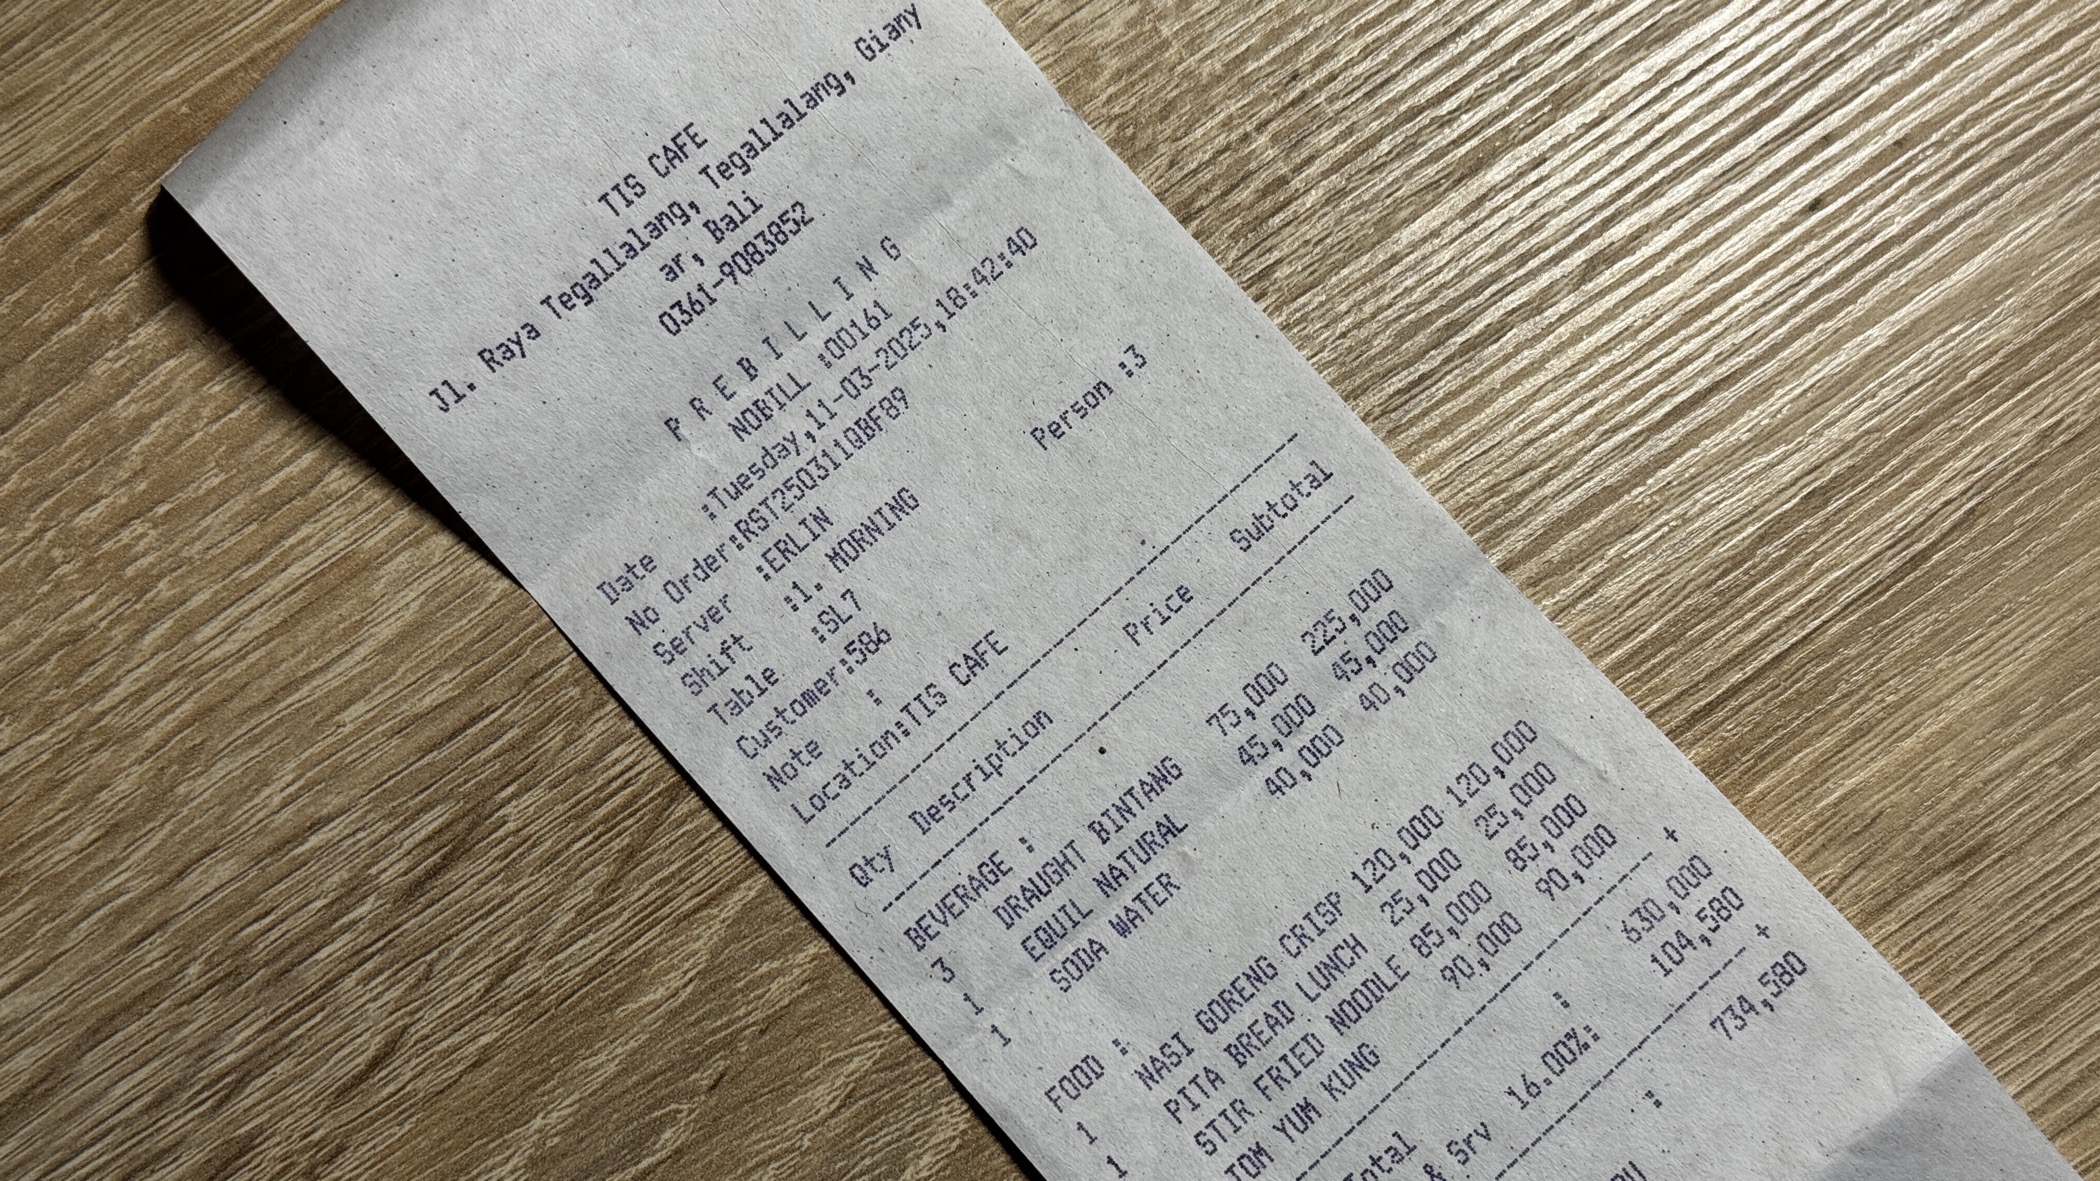 TIS CAFE
Jl. Raya Tegallalang, Tegallalang, Giany
ar, Bali
0361-9083852
P R E B I L L I N G
NOBILL :00161
Date :Tuesday,11-03-2025,18:42:40
No Order:RST250311QBF89
Server :ERLIN
Shift :1. MORNING
Table :SL7
Customer:586 Person :3
Note :
Location:TIS CAFE
Qty Description Price Subtotal
BEVERAGE :
3 DRAUGHT BINTANG 75,000 225,000
1 EQUIL NATURAL 45,000 45,000
1 SODA WATER 40,000 40,000
FOOD :
1 NASI GORENG CRISP 120,000 120,000
1 PITA BREAD LUNCH 25,000 25,000
STIR FRIED NOODLE 85,000 85,000
TOM YUM KUNG 90,000 90,000
+
: 630,000
& Srv 16.00%: 104,580
+
: 734,580